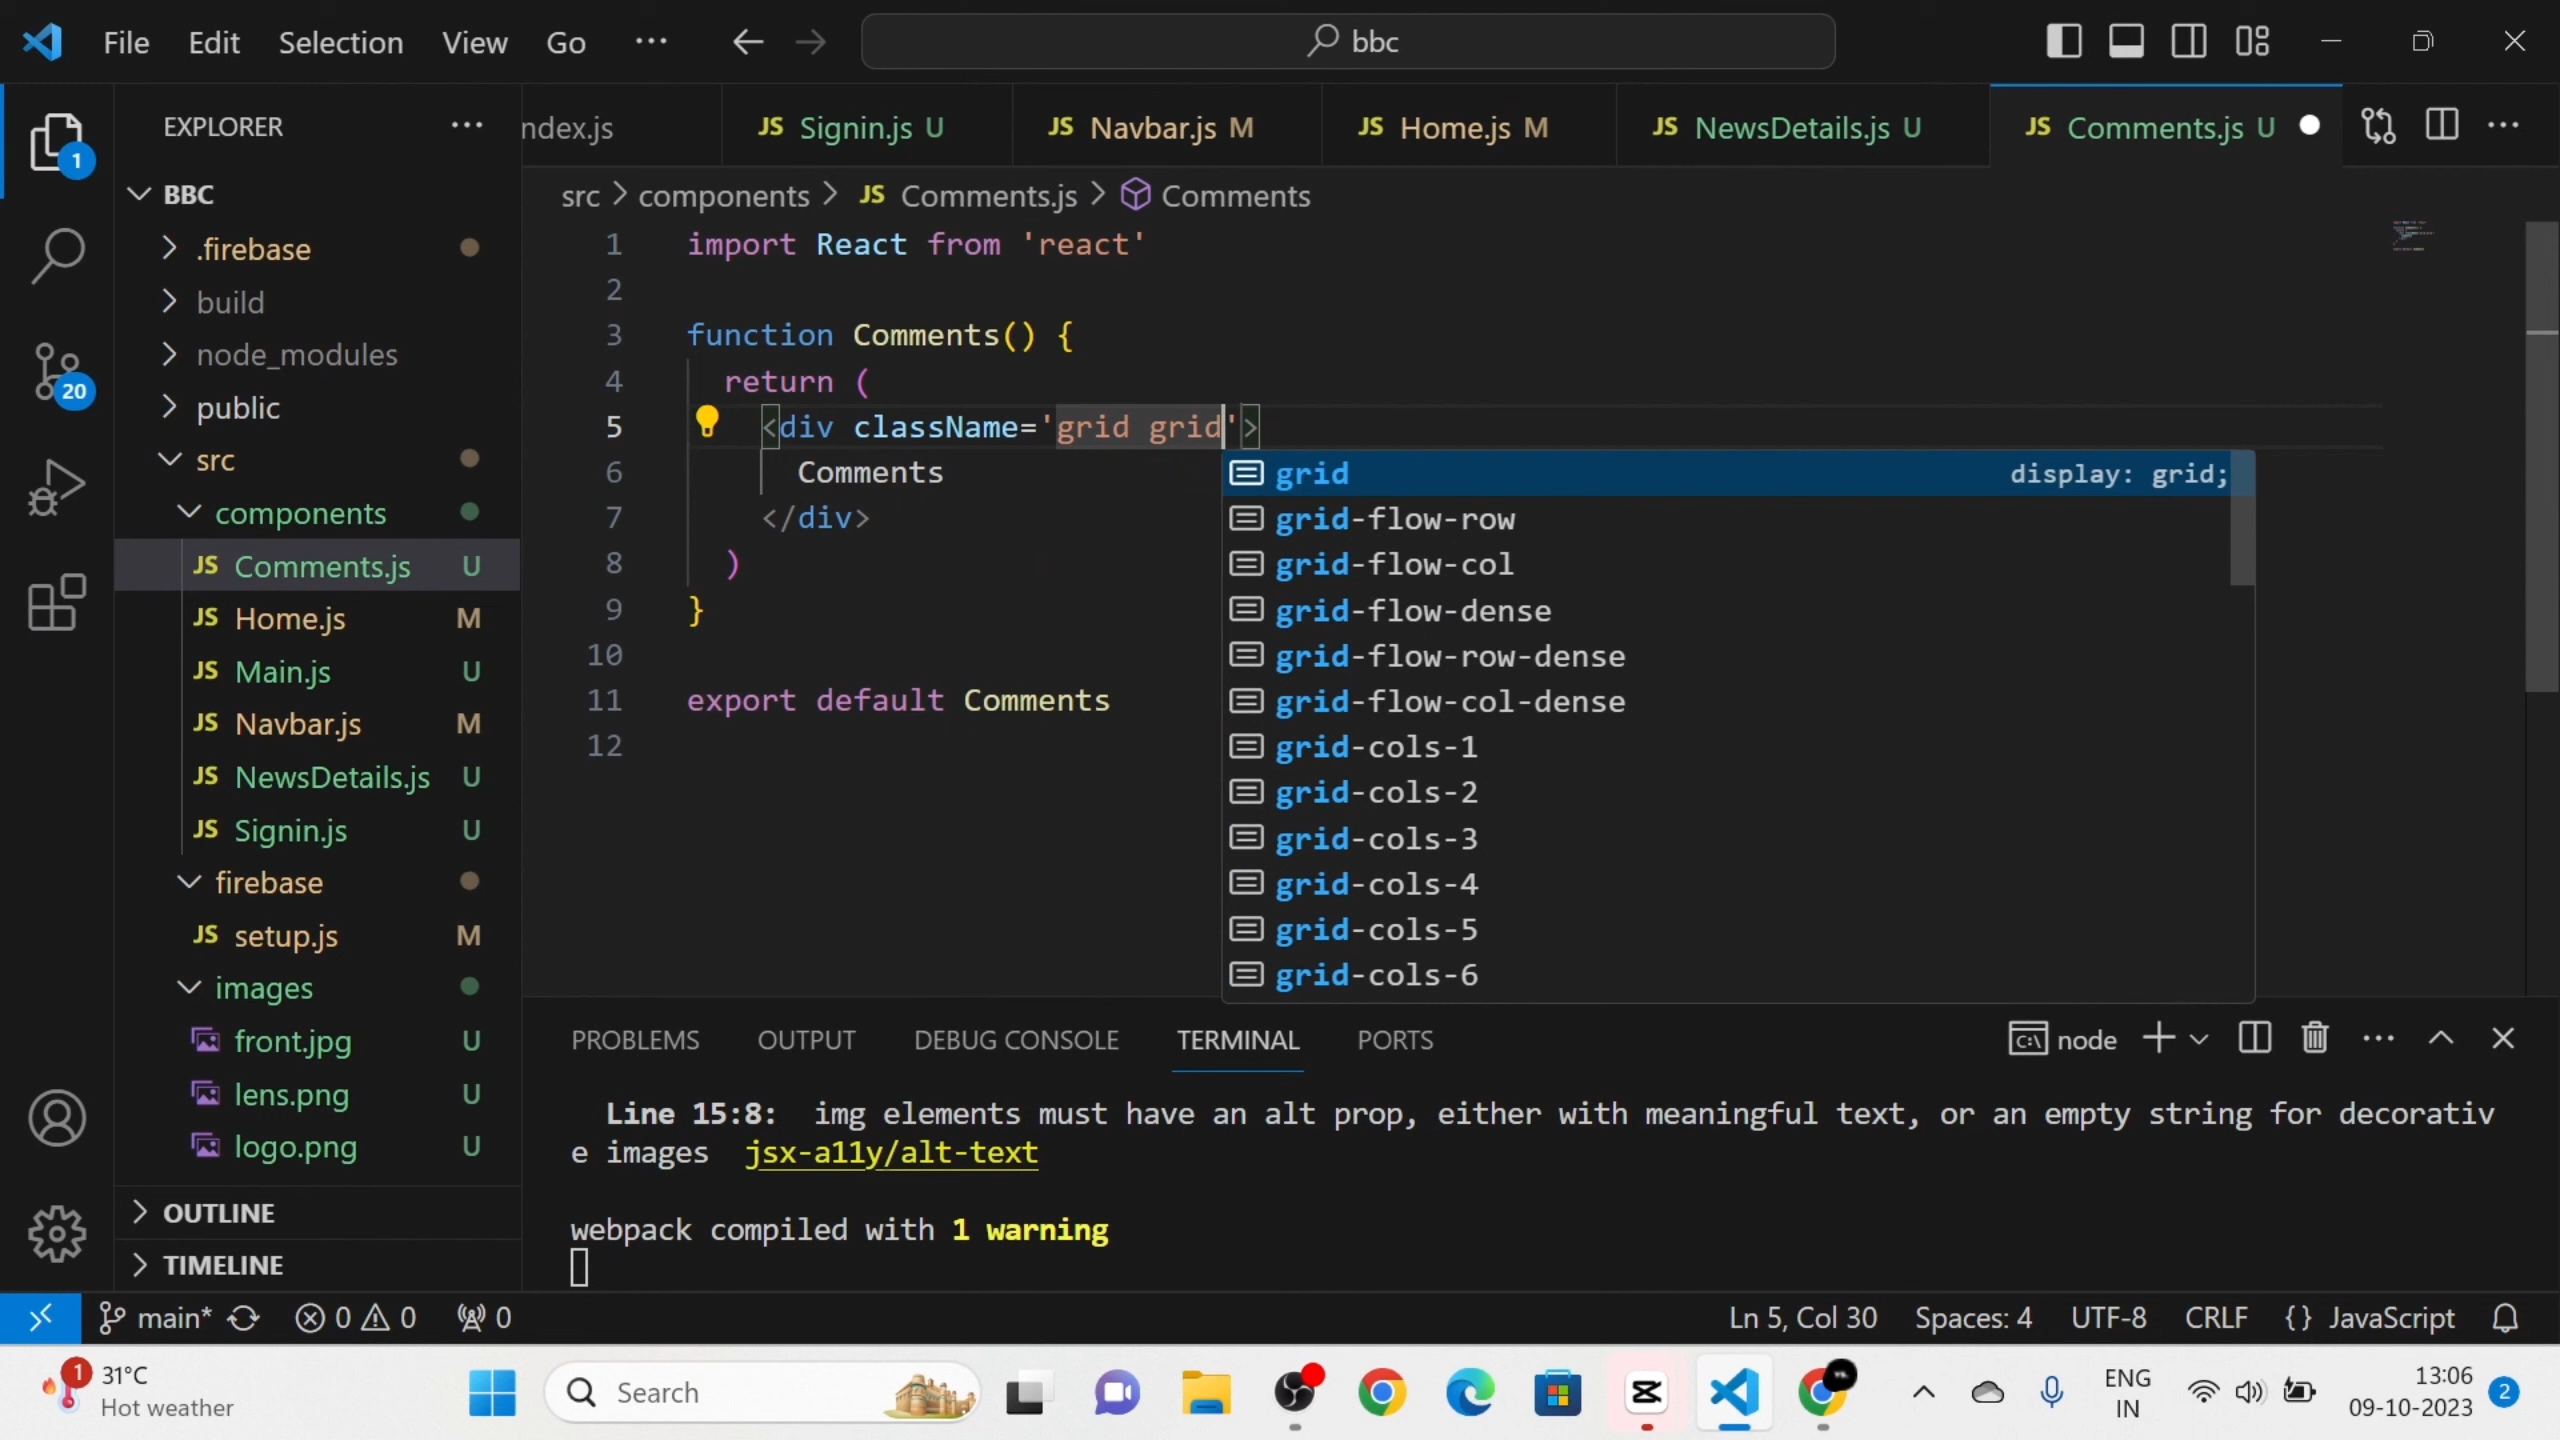 File Edit Selection View Go ··· bbc
EXPLORER ···
ndex.js JS Signin.js U JS Navbar.js M JS Home.js M JS NewsDetails.js U JS Comments.js U ···
BBC
.firebase
build
node_modules
public
src
components
JS Comments.js U
JS Home.js M
JS Main.js U
JS Navbar.js M
JS NewsDetails.js U
JS Signin.js U
firebase
JS setup.js M
images
front.jpg U
lens.png U
logo.png U
OUTLINE
TIMELINE
1
20
src > components > JS Comments.js > Comments
1 import React from 'react'
2
3 function Comments() {
4 return (
5 <div className='grid grid'>
6 Comments
7 </div>
8 )
9 }
10
11 export default Comments
12
grid display: grid;
grid-flow-row
grid-flow-col
grid-flow-dense
grid-flow-row-dense
grid-flow-col-dense
grid-cols-1
grid-cols-2
grid-cols-3
grid-cols-4
grid-cols-5
grid-cols-6
PROBLEMS OUTPUT DEBUG CONSOLE TERMINAL PORTS node ···
Line 15:8: img elements must have an alt prop, either with meaningful text, or an empty string for decorativ
e images jsx-a11y/alt-text
webpack compiled with 1 warning
main* 0 0 0 Ln 5, Col 30 Spaces: 4 UTF-8 CRLF {} JavaScript
1 31°C
Hot weather
Search
ENG
IN
13:06
09-10-2023
2